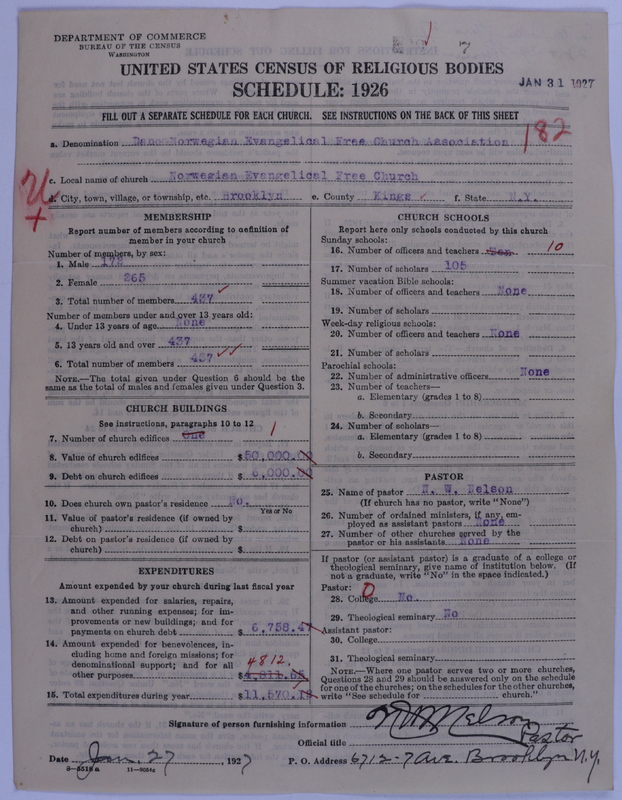 DEPARTMENT OF COMMERCE
BUREAU OF THE CENSUS
WASHINGTON
UNITED STATES CENSUS OF RELIGIOUS BODIES
SCHEDULE: 1926
JAN 31 1927
FILL OUT A SEPARATE SCHEDULE FOR EACH CHURCH. SEE INSTRUCTIONS ON THE BACK OF THIS SHEET
182
a. Denomination Dano-Norwegian Evangelical Free Church Association
c. Local name of church Norwegian Evangelical Free Church
d. City, town, village, or township, etc. Brooklyn e. County Kings f. State N.Y.
MEMBERSHIP
Report number of members according to definition of member in your church
Number of members, by sex:
1. Male 172
2. Female 265
3. Total number of members 437
Number of members under and over 13 years old:
4. Under 13 years of age None
5. 13 years old and over 437
6. Total number of members 437
NOTE.—The total given under Question 6 should be the
same as the total of males and females given under Question 3.
CHURCH BUILDINGS
See instructions, paragraphs 10 to 12
7. Number of church edifices One 1
8. Value of church edifices $50,000.00
9. Debt on church edifices $6,000.00
10. Does church own pastor's residence No.
Yes or No
11. Value of pastor's residence (if owned by
church) $
12. Debt on pastor's residence (if owned by
church) $
EXPENDITURES
Amount expended by your church during last fiscal year
13. Amount expended for salaries, repairs,
and other running expenses; for im-
provements or new buildings; and for
payments on church debt $ 6,758.47
14. Amount expended for benevolences, in-
cluding home and foreign missions; for
denominational support; and for all
other purposes $ 4,811.65 4812.
15. Total expenditures during year $11,570.12
CHURCH SCHOOLS
Report here only schools conducted by this church
Sunday schools:
16. Number of officers and teachers Ten 10
17. Number of scholars 105
Summer vacation Bible schools:
18. Number of officers and teachers None
19. Number of scholars
Week-day religious schools:
20. Number of officers and teachers None
21. Number of scholars
Parochial schools:
22. Number of administrative officers None
23. Number of teachers—
a. Elementary (grades 1 to 8)
b. Secondary
24. Number of scholars—
a. Elementary (grades 1 to 8)
b. Secondary
PASTOR
25. Name of pastor N. W. Nelson
(If church has no pastor, write "None")
26. Number of ordained ministers, if any, em-
ployed as assistant pastors None
27. Number of other churches served by the
pastor or his assistants None
If pastor (or assistant pastor) is a graduate of a college or
theological seminary, give name of institution below. (If
not a graduate, write "No" in the space indicated.)
Pastor: 0
28. College No.
29. Theological seminary No
Assistant pastor:
30. College
31. Theological seminary
NOTE.—Where one pastor serves two or more churches,
Questions 28 and 29 should be answered only on the schedule
for one of the churches; on the schedules for the other churches,
write "See schedule for church."
Signature of person furnishing information N W Nelson
Official title Pastor
Date Jan. 27, 1927 P. O. Address 6712-7 Ave. Brooklyn N.Y.
8-5518a 11-9054a